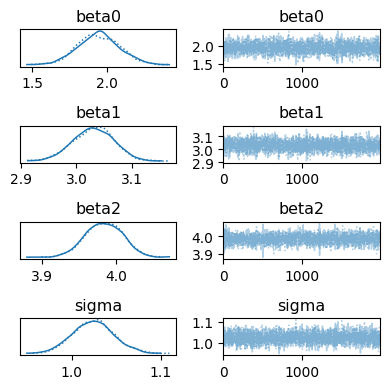 beta0 beta0
2.0
1.5
1.5 2.0 0 1000
beta1 beta1
3.1
3.0
2.9
2.9 3.0 3.1 0 1000
beta2 beta2
4.0
3.9
3.9 4.0 0 1000
sigma sigma
1.1
1.0
1.0 1.1 0 1000